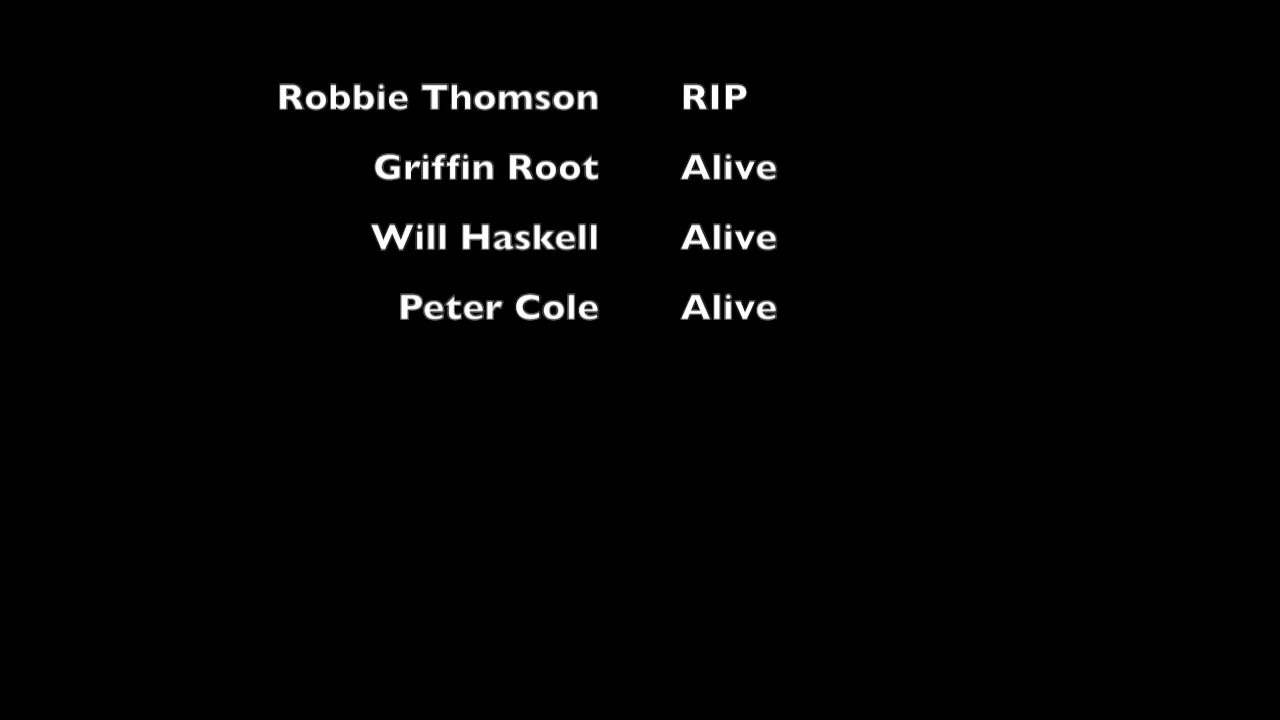 Robbie Thomson RIP
Griffin Root Alive
Will Haskell Alive
Peter Cole Alive